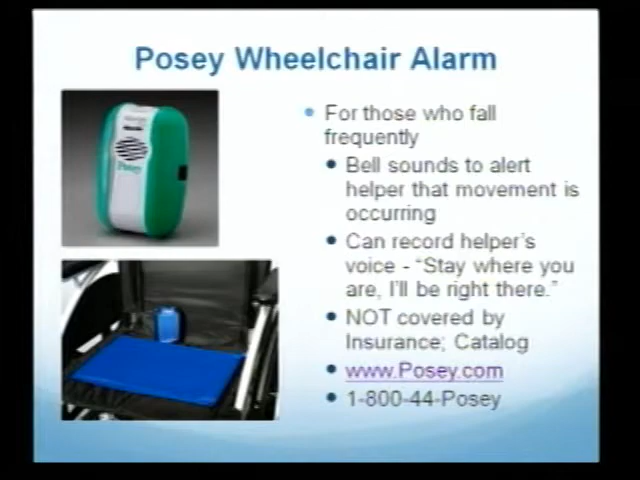 Posey Wheelchair Alarm
For those who fall
frequently
Bell sounds to alert
helper that movement is
occurring
Can record helper's
voice - “Stay where you
are, I'll be right there.”
NOT covered by
Insurance; Catalog
www.Posey.com
1-800-44-Posey
Posey